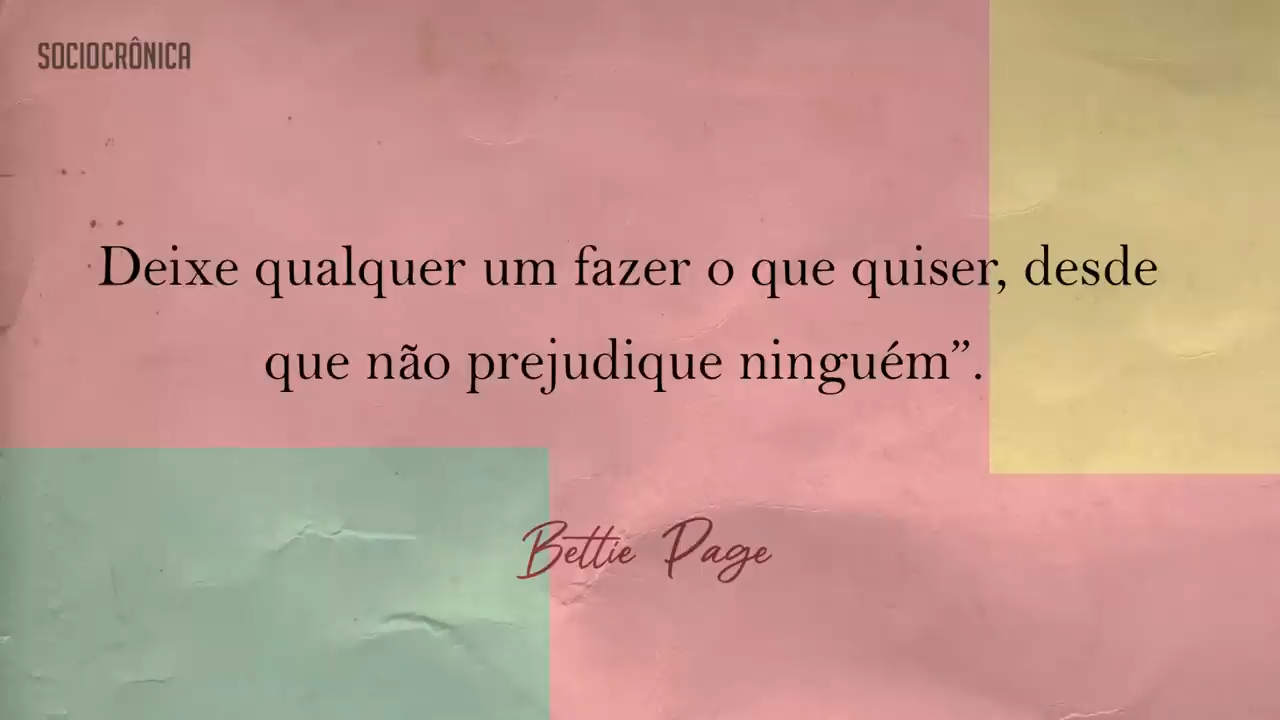 SOCIOCRÔNICA
Deixe qualquer um fazer o que quiser, desde
que não prejudique ninguém”.
Bettie Page